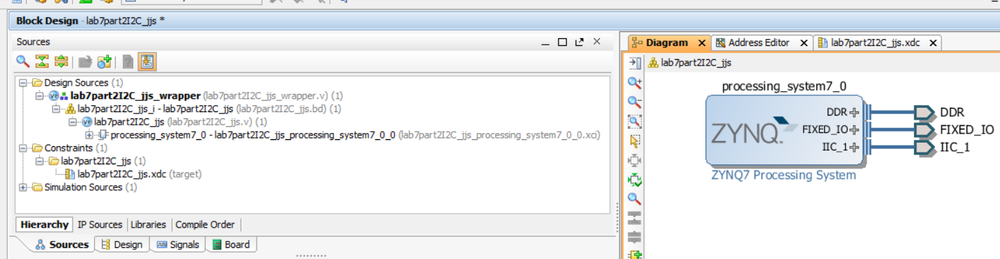 Block Design - lab7part2I2C_jjs *
Sources
Design Sources (1)
lab7part2I2C_jjs_wrapper (lab7part2I2C_jjs_wrapper.v) (1)
lab7part2I2C_jjs_i - lab7part2I2C_jjs (lab7part2I2C_jjs.bd) (1)
lab7part2I2C_jjs (lab7part2I2C_jjs.v) (1)
processing_system7_0 - lab7part2I2C_jjs_processing_system7_0_0 (lab7part2I2C_jjs_processing_system7_0_0.xci)
Constraints (1)
lab7part2I2C_jjs (1)
lab7part2I2C_jjs.xdc (target)
Simulation Sources (1)
Hierarchy IP Sources Libraries Compile Order
Sources Design Signals Board
Diagram Address Editor lab7part2I2C_jjs.xdc
lab7part2I2C_jjs
processing_system7_0
ZYNQ
DDR DDR
FIXED_IO FIXED_IO
IIC_1 IIC_1
ZYNQ7 Processing System